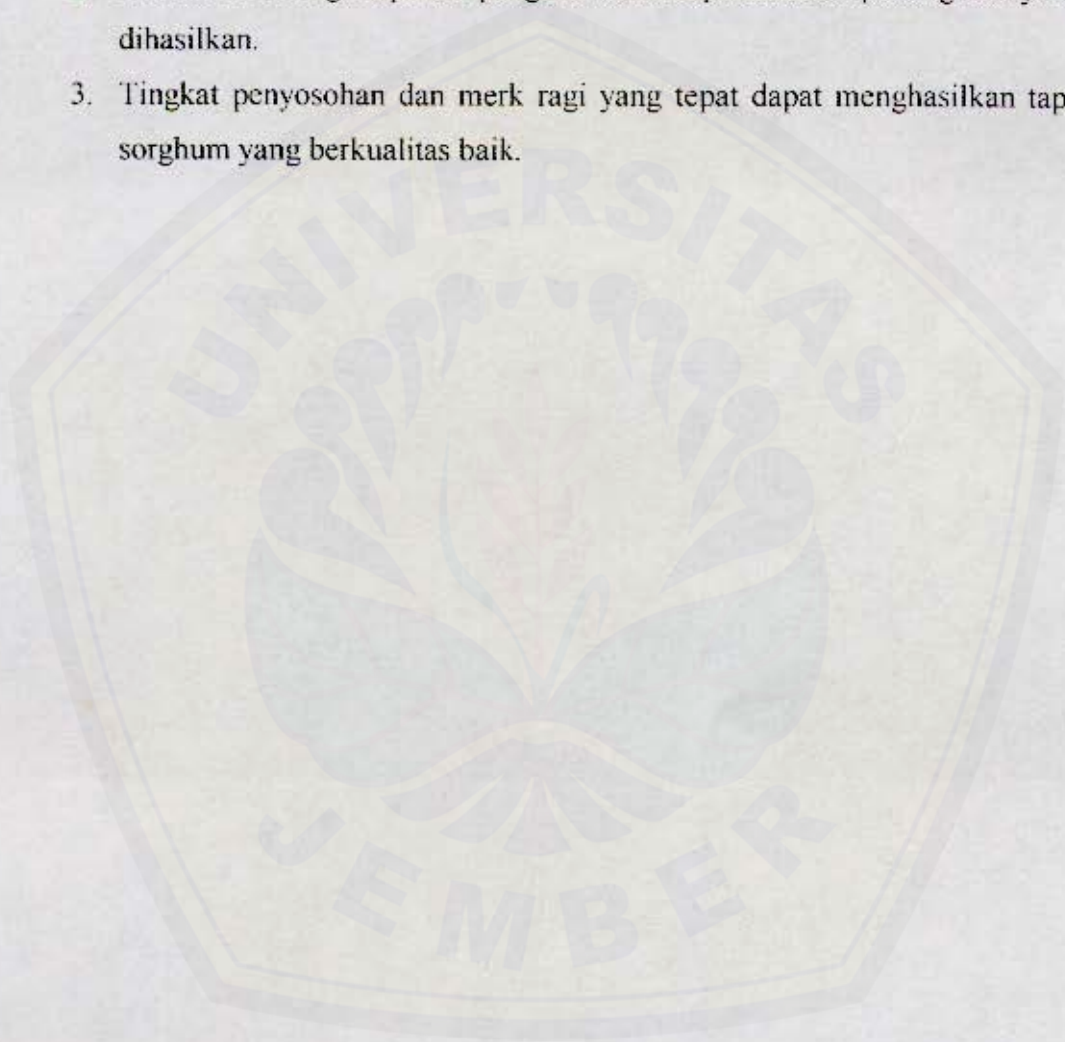 dihasilkan.
3. Tingkat penyosohan dan merk ragi yang tepat dapat menghasilkan tap
sorghum yang berkualitas baik.
UNIVERSITAS
JEMBER